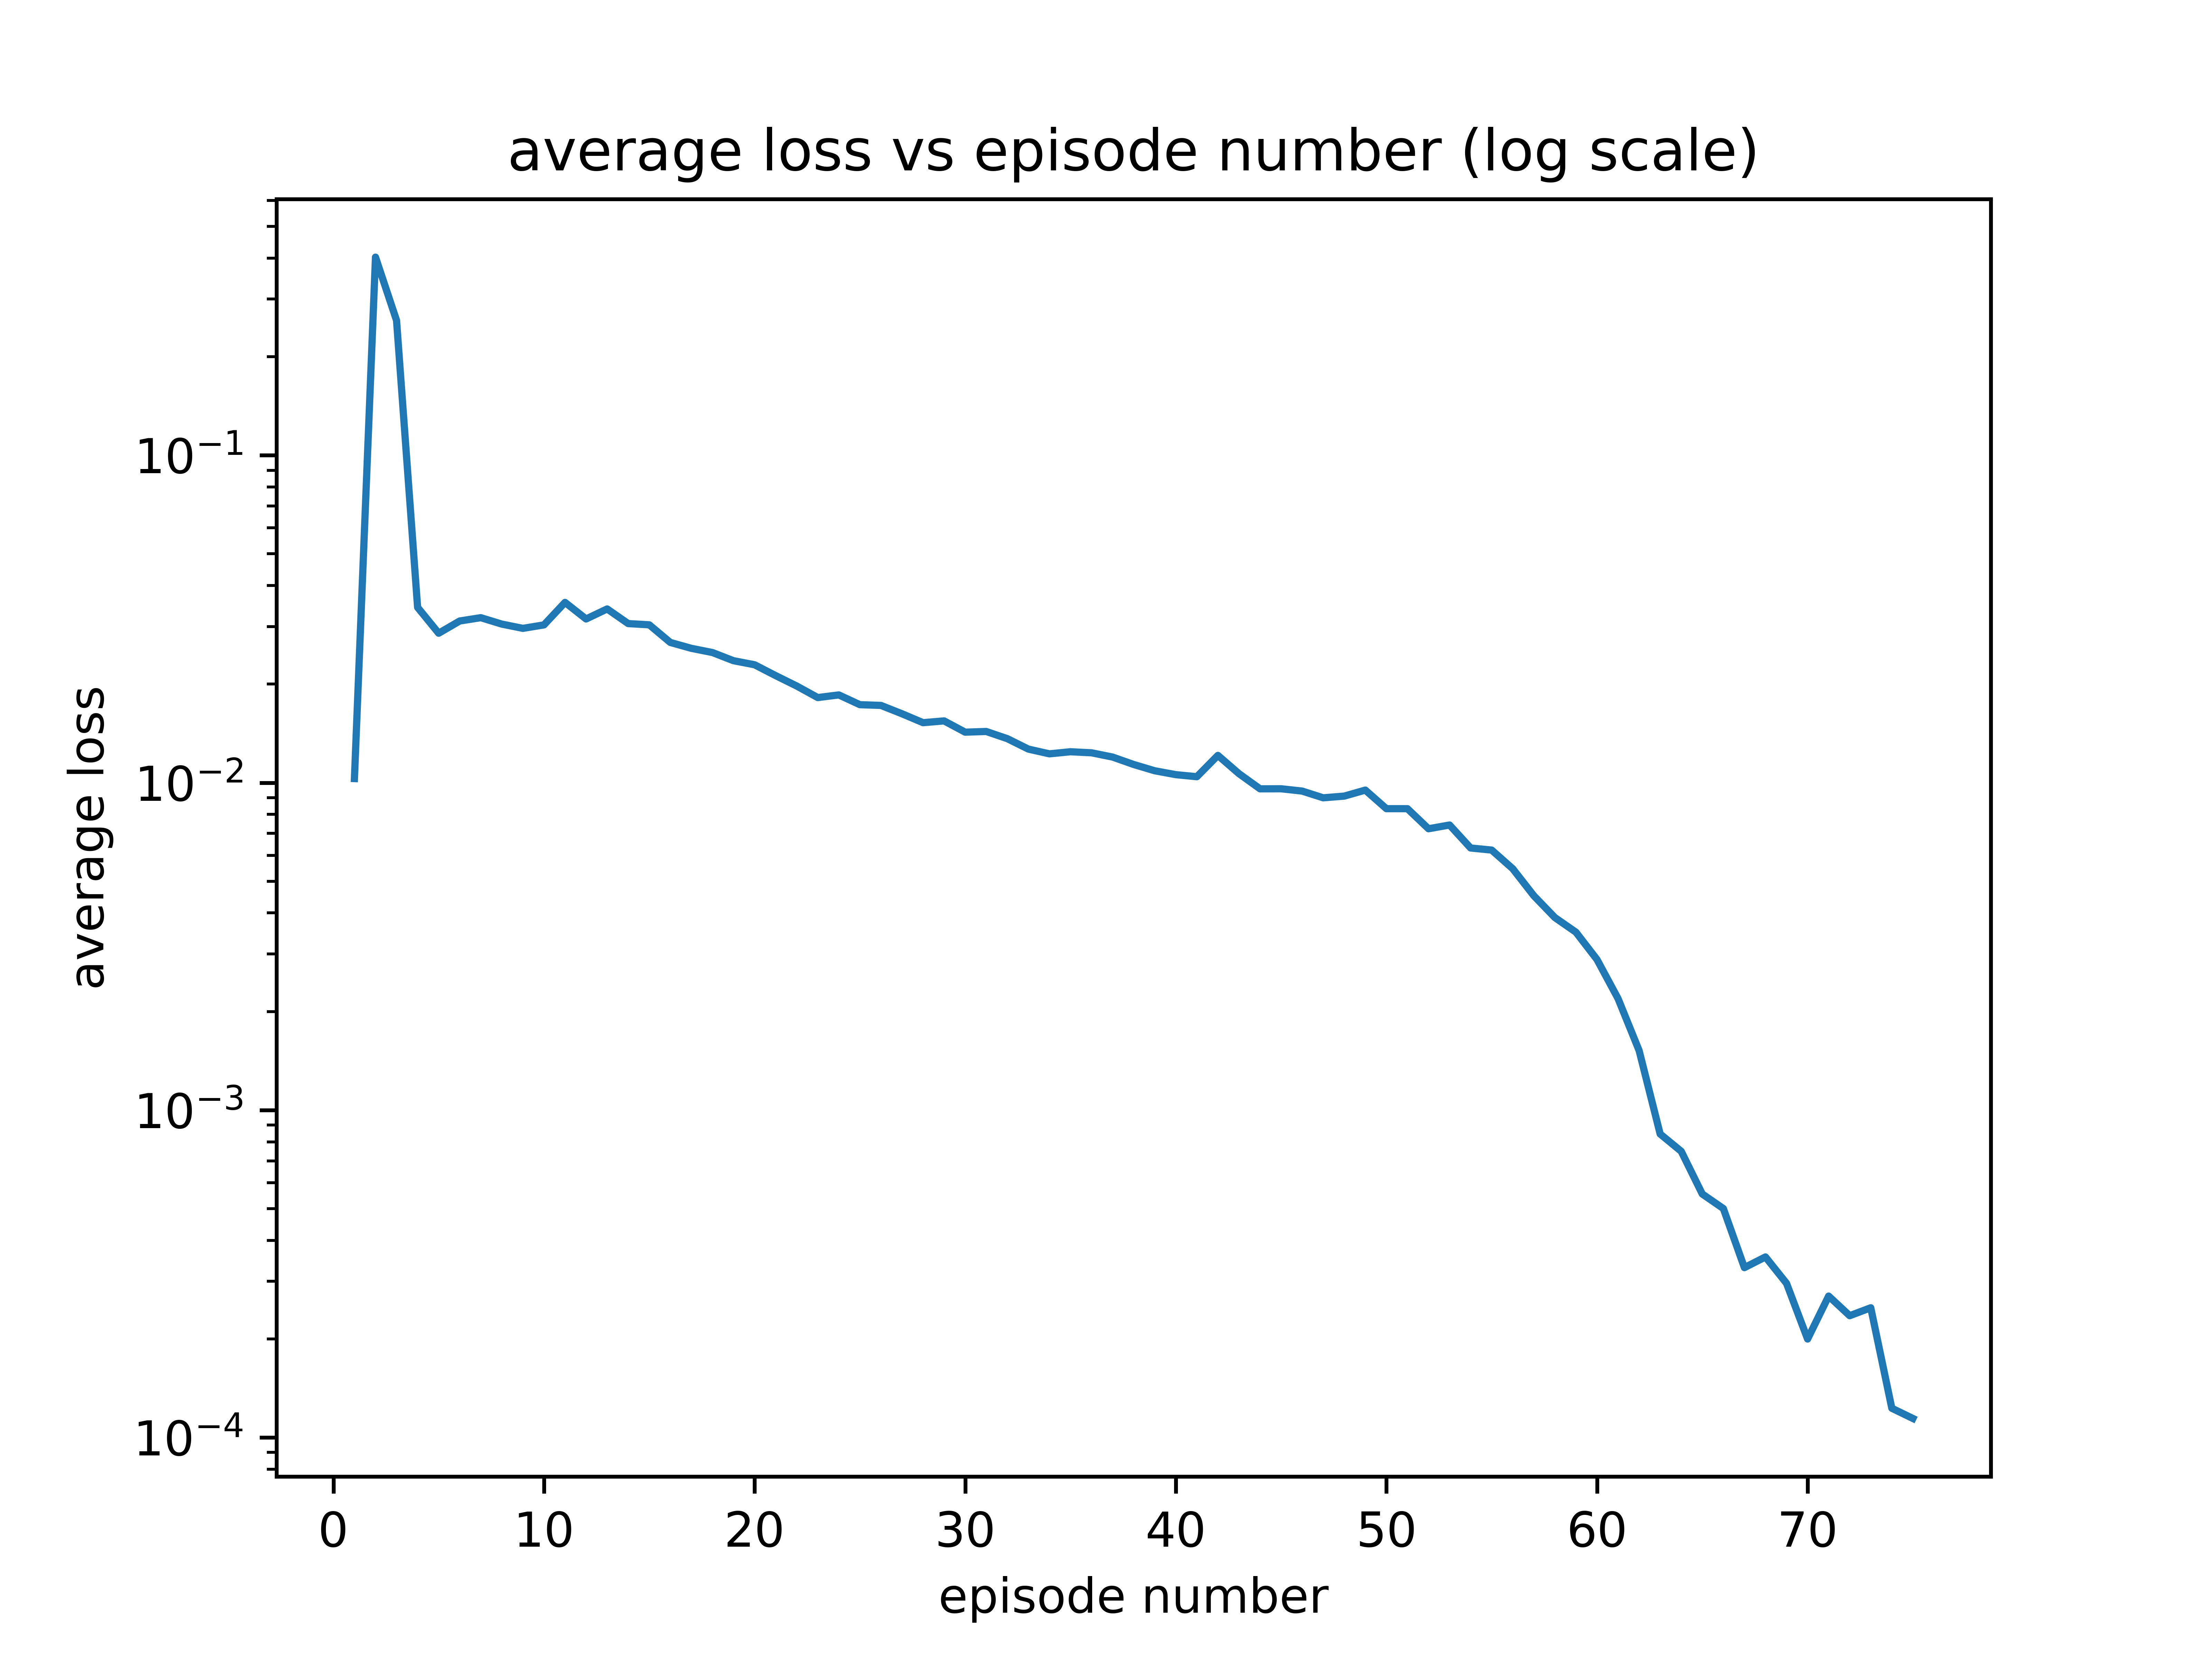 average loss vs episode number (log scale)
average loss
10⁻¹
10⁻²
10⁻³
10⁻⁴
0 10 20 30 40 50 60 70
episode number